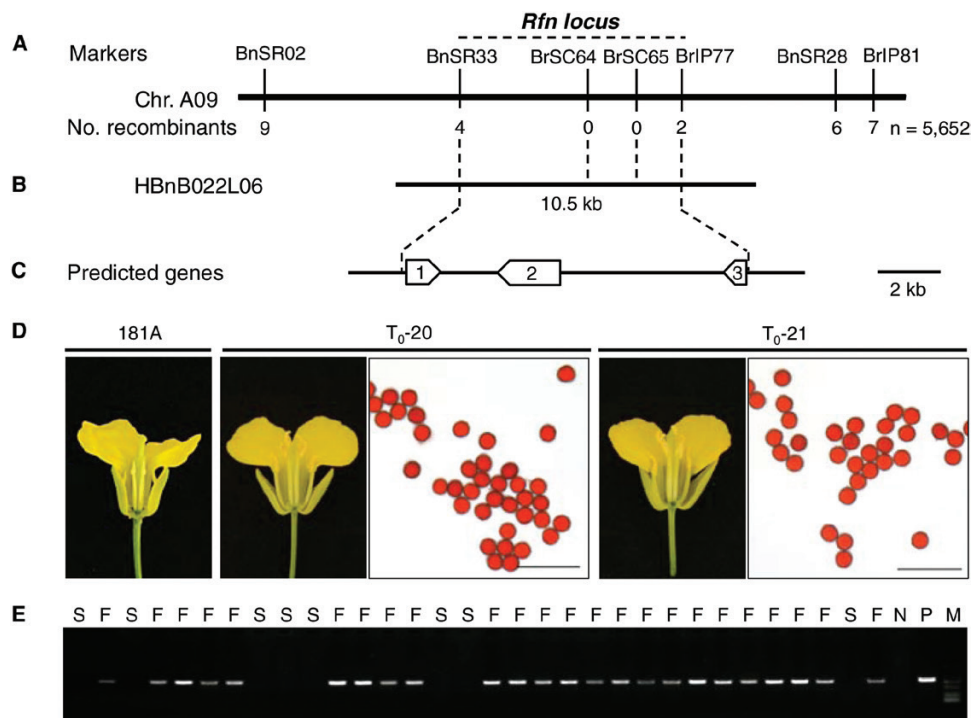 A
Rfn locus
Markers BnSR02 BnSR33 BrSC64 BrSC65 BrIP77 BnSR28 BrIP81
Chr. A09
No. recombinants 9 4 0 0 2 6 7 n = 5,652
B HBnB022L06
10.5 kb
C Predicted genes 1 2 3
2 kb
D 181A T0-20 T0-21
E S F S F F F F S S S F F F F S S F F F F F F F F F F F F F F S F N P M